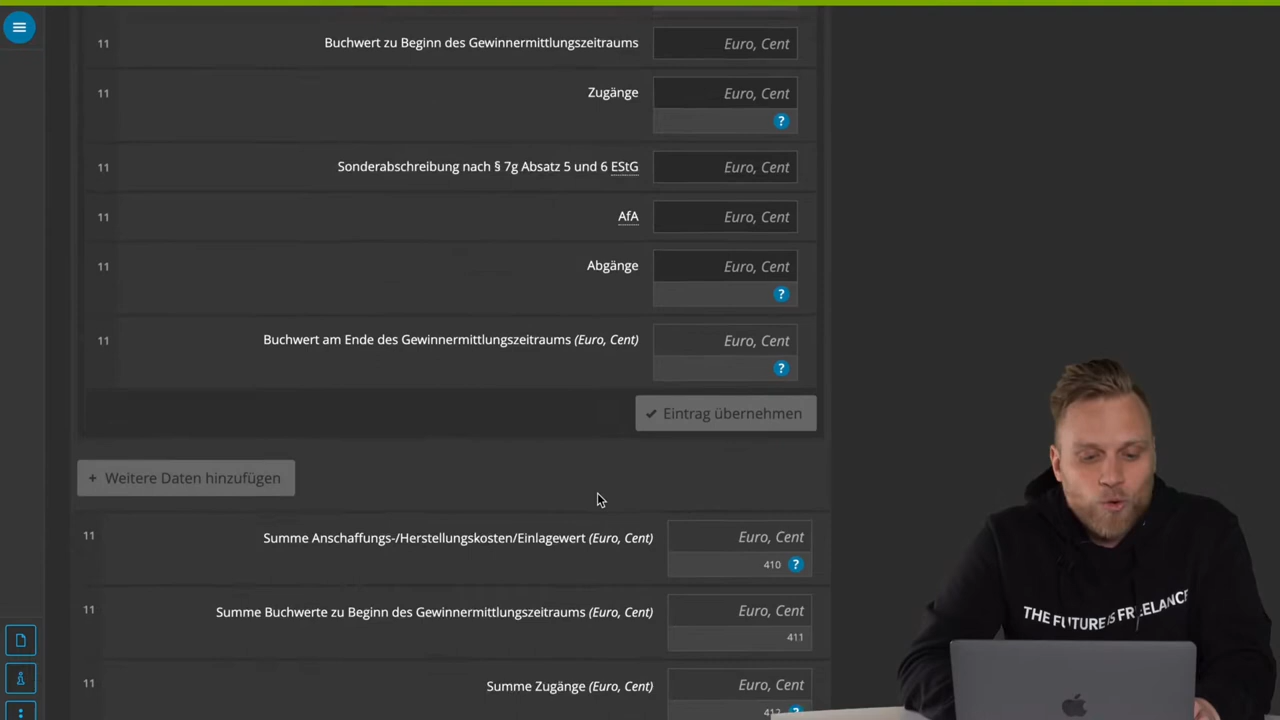 11 Buchwert zu Beginn des Gewinnermittlungszeitraums Euro, Cent
11 Zugänge Euro, Cent
?
11 Sonderabschreibung nach § 7g Absatz 5 und 6 EStG Euro, Cent
11 AfA Euro, Cent
11 Abgänge Euro, Cent
?
11 Buchwert am Ende des Gewinnermittlungszeitraums (Euro, Cent) Euro, Cent
?
✔ Eintrag übernehmen
+ Weitere Daten hinzufügen
11 Summe Anschaffungs-/Herstellungskosten/Einlagewert (Euro, Cent) Euro, Cent
410 ?
11 Summe Buchwerte zu Beginn des Gewinnermittlungszeitraums (Euro, Cent) Euro, Cent
411
11 Summe Zugänge (Euro, Cent) Euro, Cent
412 ?
THE FUTURE IS FREELANCE